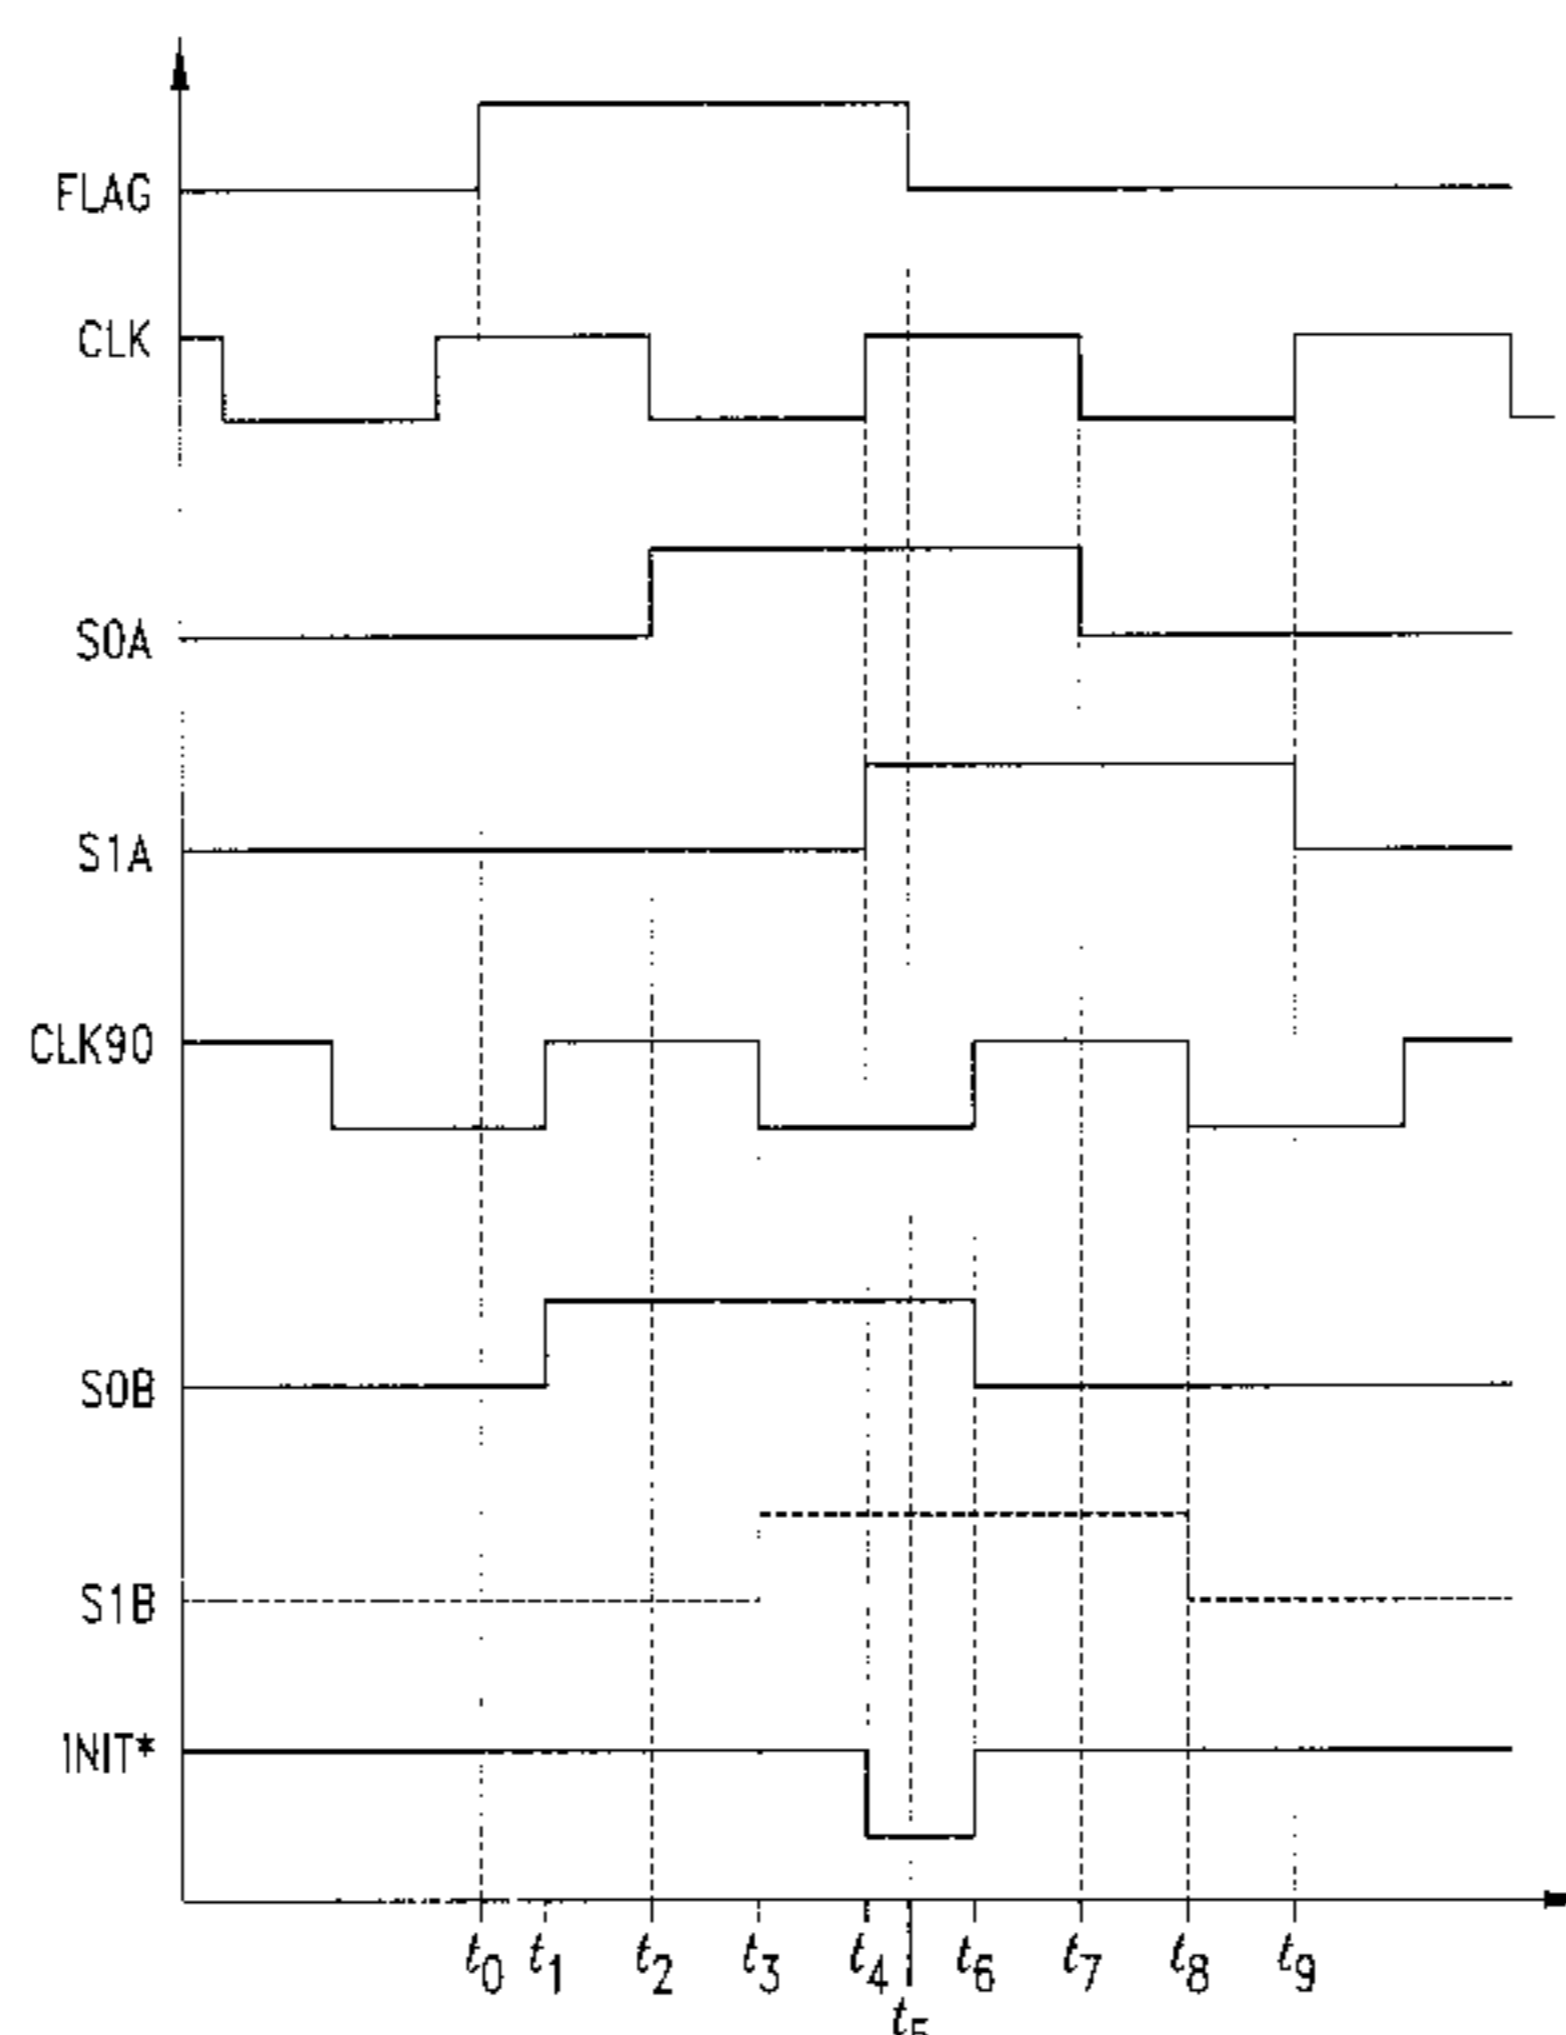 FLAG
CLK
S0A
S1A
CLK90
S0B
S1B
INIT*
t0 t1 t2 t3 t4 t6 t7 t8 t9
t5